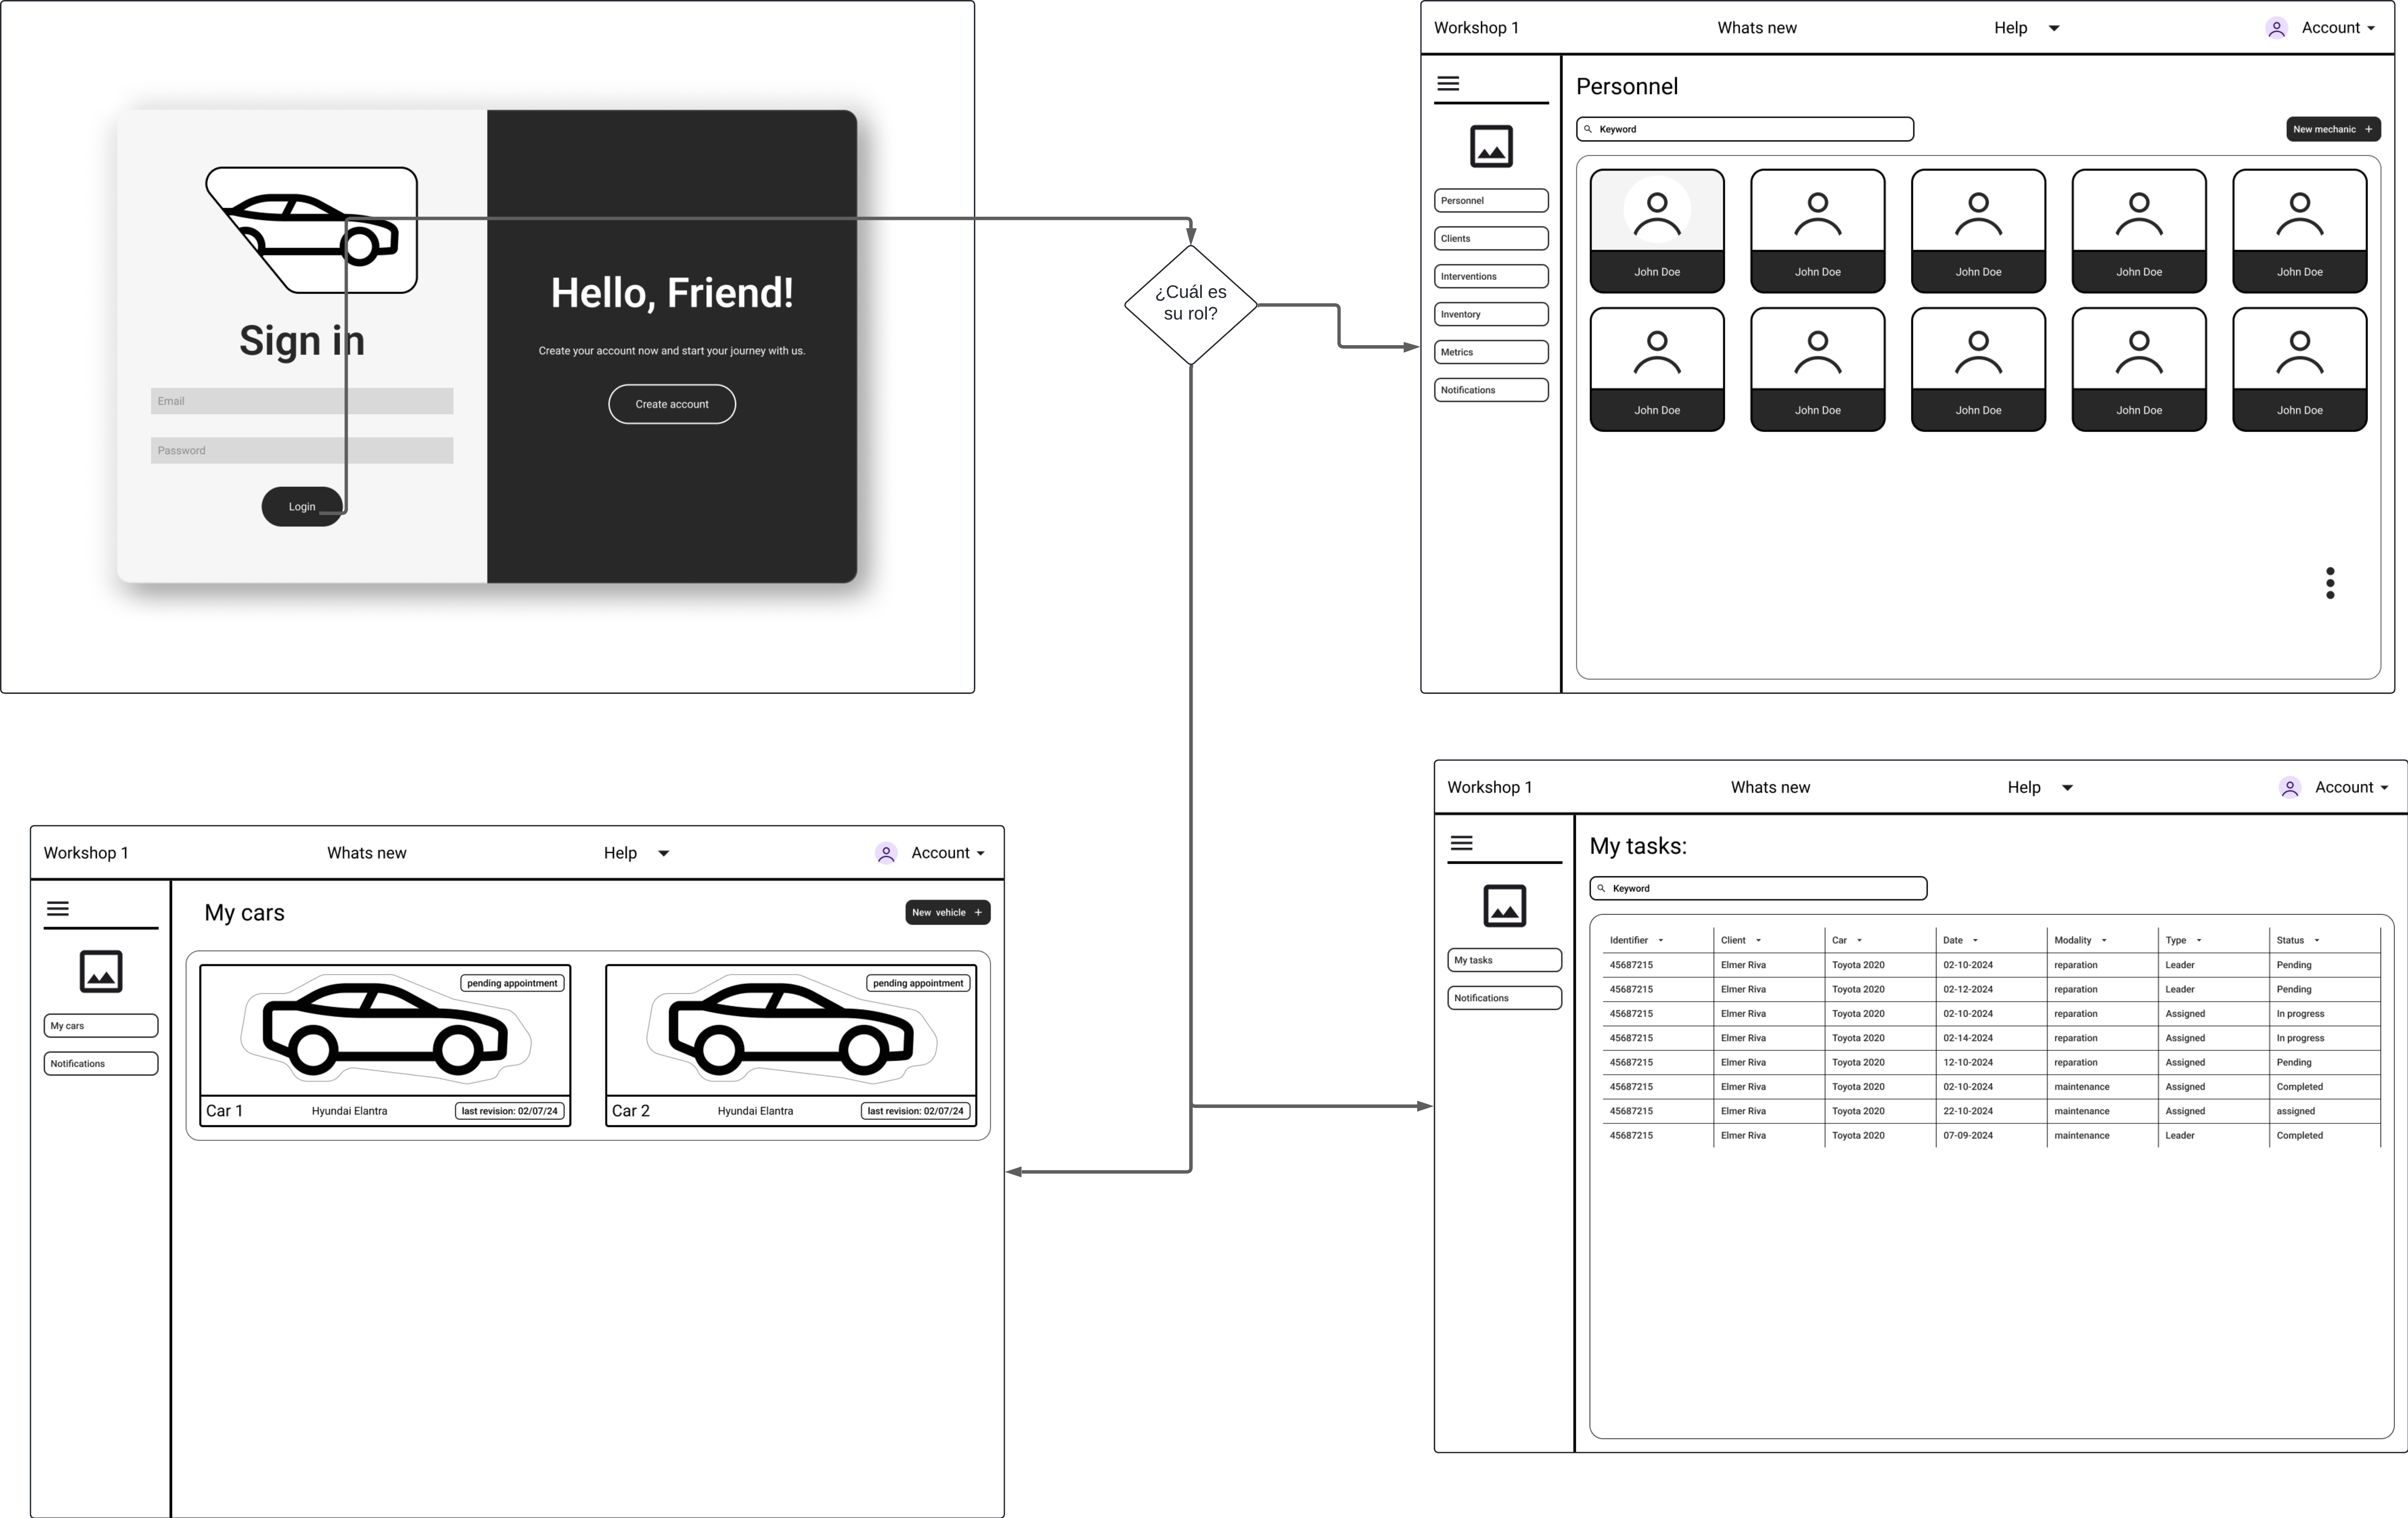 Sign in
Email
Password
Login
Hello, Friend!
Create your account now and start your journey with us.
Create account
¿Cuál es
su rol?
Workshop 1 Whats new Help Account
Personnel
Keyword
New mechanic +
Personnel
Clients
Interventions
Inventory
Metrics
Notifications
John Doe John Doe John Doe John Doe John Doe
John Doe John Doe John Doe John Doe John Doe
Workshop 1 Whats new Help Account
My cars
New vehicle +
My cars
Notifications
pending appointment
Car 1 Hyundai Elantra last revision: 02/07/24
pending appointment
Car 2 Hyundai Elantra last revision: 02/07/24
Workshop 1 Whats new Help Account
My tasks:
Keyword
My tasks
Notifications
Identifier Client Car Date Modality Type Status
45687215 Elmer Riva Toyota 2020 02-10-2024 reparation Leader Pending
45687215 Elmer Riva Toyota 2020 02-12-2024 reparation Leader Pending
45687215 Elmer Riva Toyota 2020 02-10-2024 reparation Assigned In progress
45687215 Elmer Riva Toyota 2020 02-14-2024 reparation Assigned In progress
45687215 Elmer Riva Toyota 2020 12-10-2024 reparation Assigned Pending
45687215 Elmer Riva Toyota 2020 02-10-2024 maintenance Assigned Completed
45687215 Elmer Riva Toyota 2020 22-10-2024 maintenance Assigned assigned
45687215 Elmer Riva Toyota 2020 07-09-2024 maintenance Leader Completed